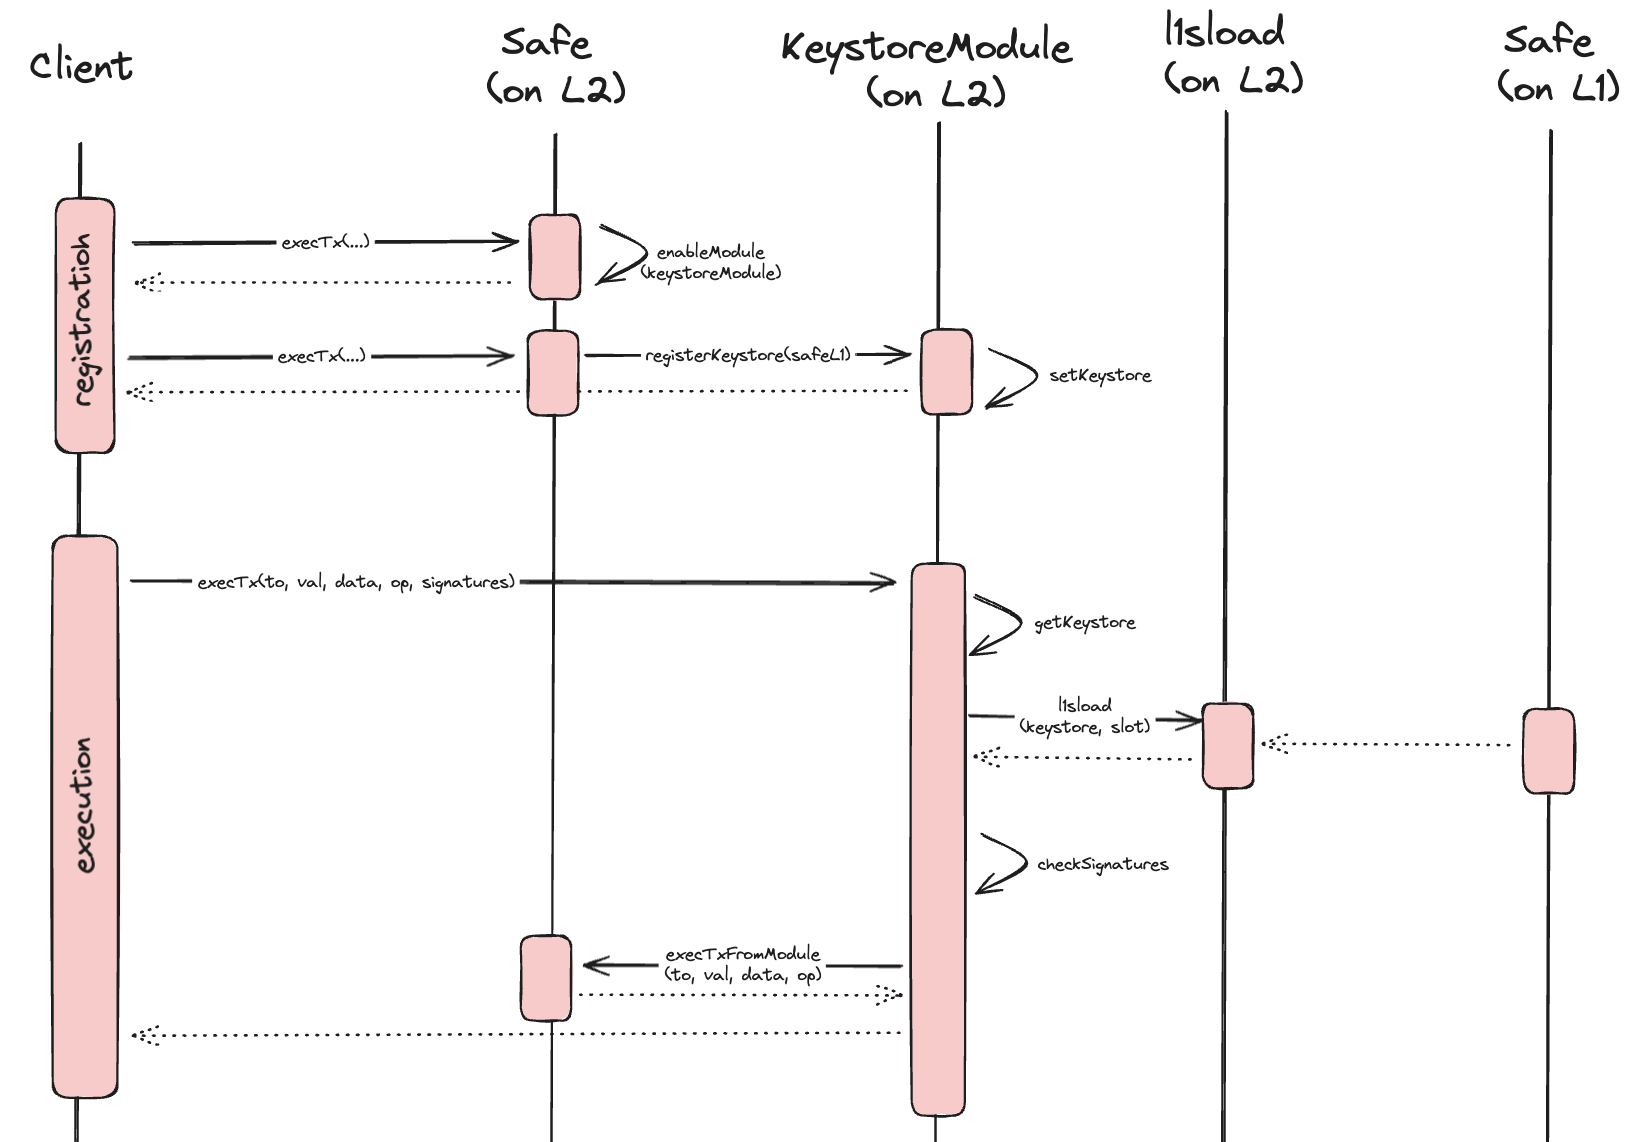 Client
Safe
(on L2)
KeystoreModule
(on L2)
l1sload
(on L2)
Safe
(on L1)
registration
execTx(...)
enableModule
(keystoreModule)
execTx(...)
registerKeystore(safeL1)
setKeystore
execution
execTx(to, val, data, op, signatures)
getKeystore
l1sload
(keystore, slot)
checkSignatures
execTxFromModule
(to, val, data, op)